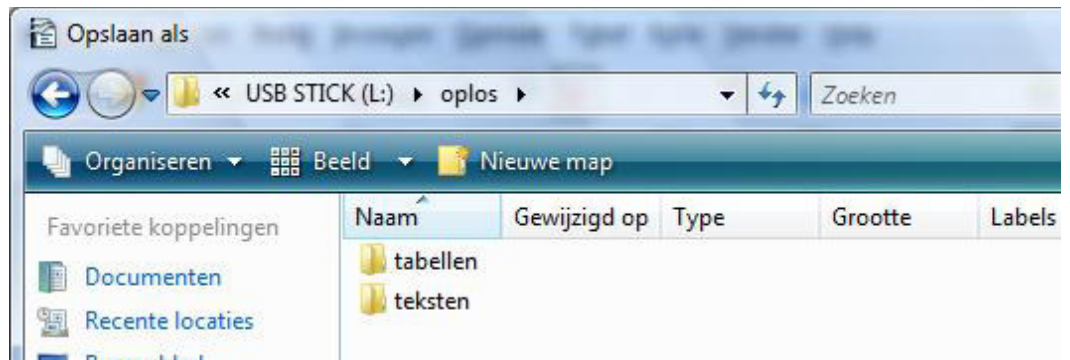 Opslaan als
« USB STICK (L:) oplos Zoeken
Organiseren Beeld Nieuwe map
Favoriete koppelingen Naam Gewijzigd op Type Grootte Labels
Documenten tabellen
Recente locaties teksten